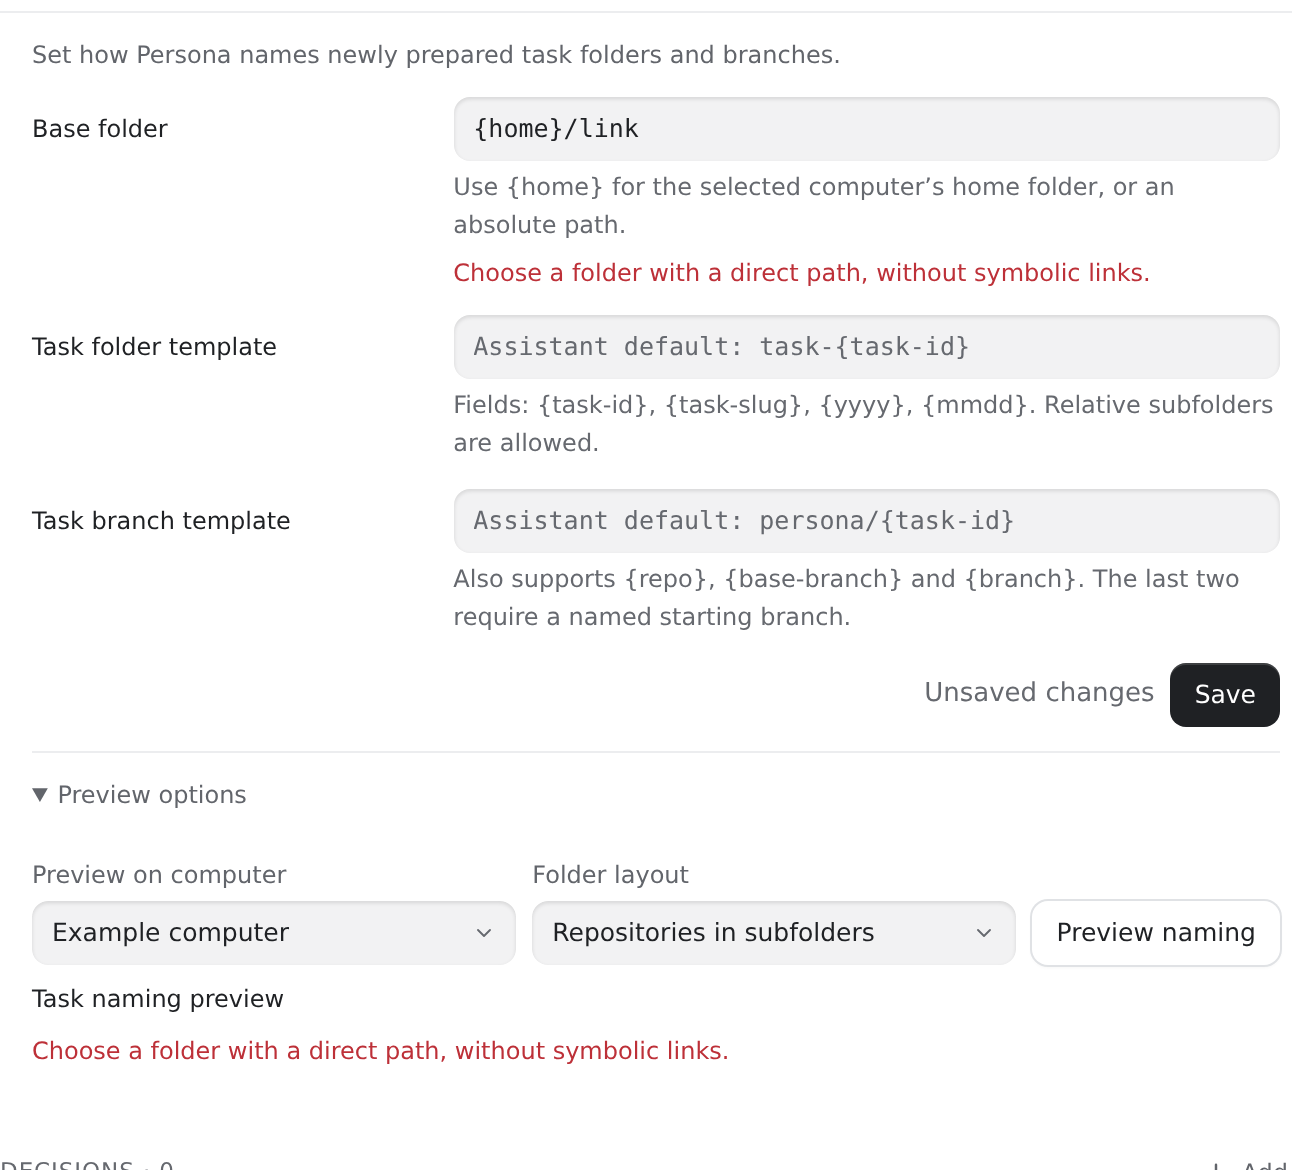 Set how Persona names newly prepared task folders and branches.
Base folder
{home}/link
Use {home} for the selected computer’s home folder, or an
absolute path.
Choose a folder with a direct path, without symbolic links.
Task folder template
Assistant default: task-{task-id}
Fields: {task-id}, {task-slug}, {yyyy}, {mmdd}. Relative subfolders
are allowed.
Task branch template
Assistant default: persona/{task-id}
Also supports {repo}, {base-branch} and {branch}. The last two
require a named starting branch.
Unsaved changes
Save
▼ Preview options
Preview on computer
Folder layout
Example computer
Repositories in subfolders
Preview naming
Task naming preview
Choose a folder with a direct path, without symbolic links.
DECISIONS · 0
Add